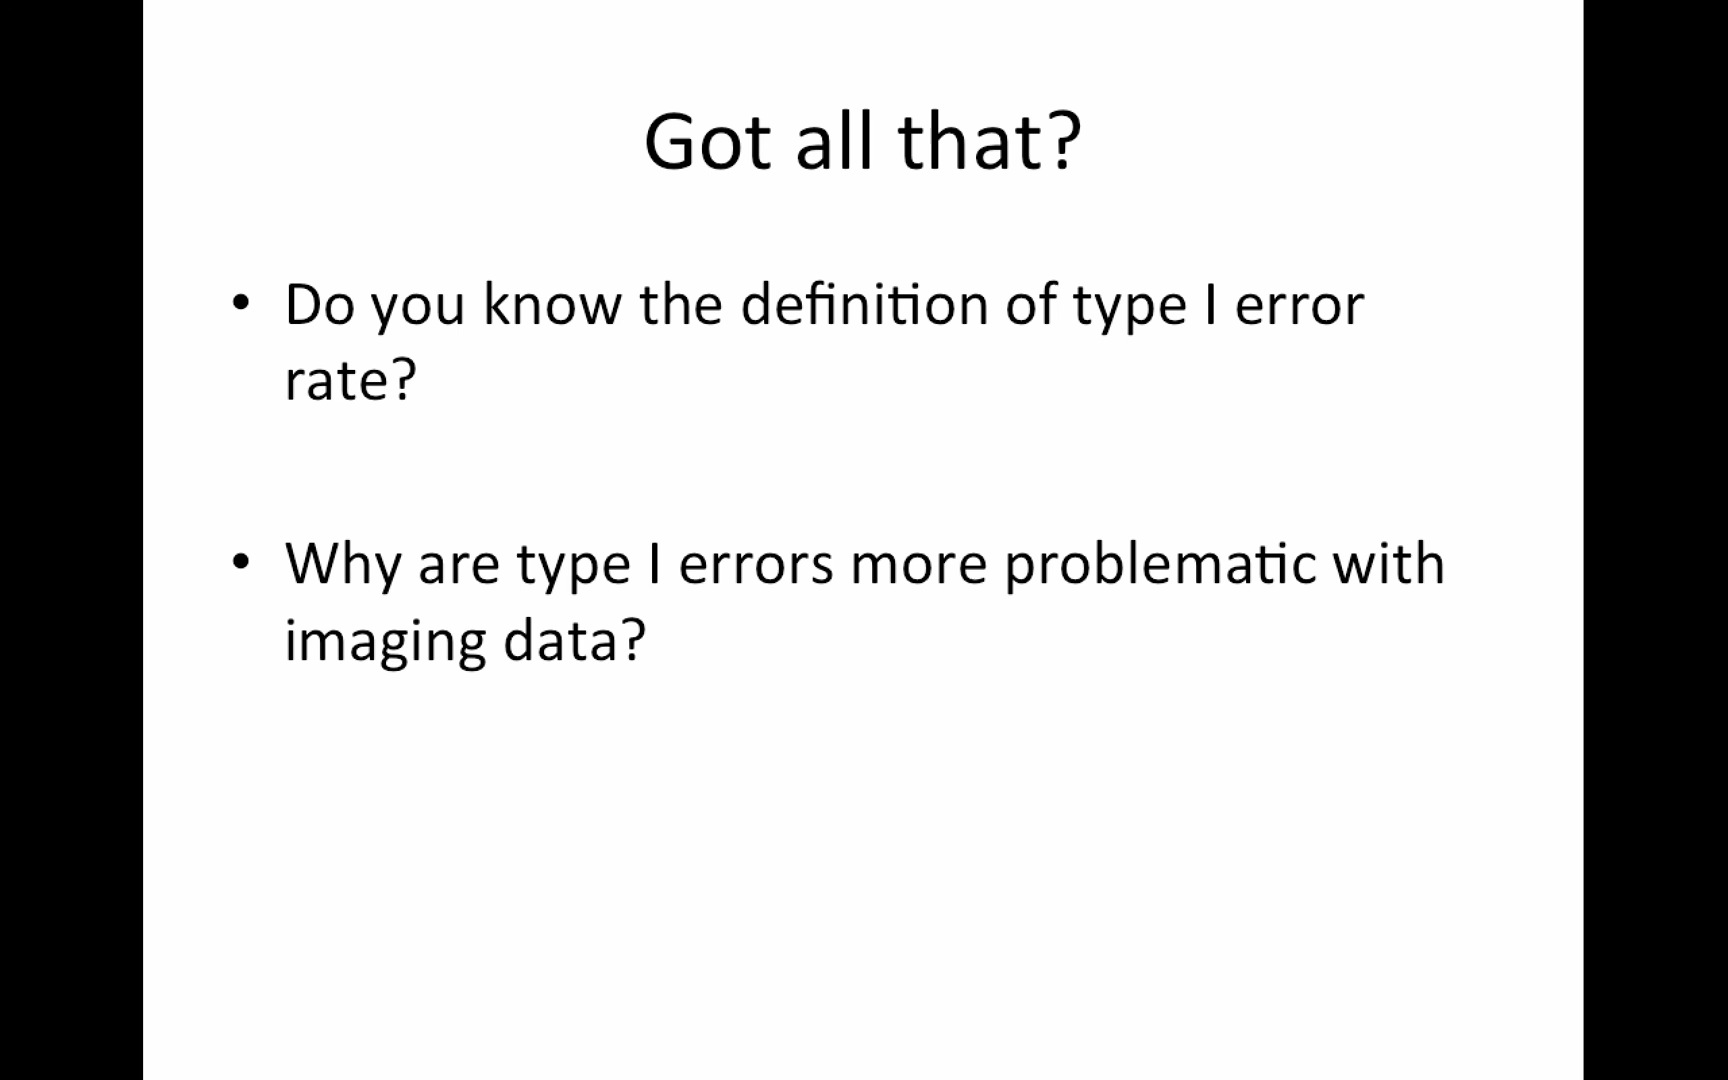 Got all that?
• Do you know the definition of type I error
rate?
• Why are type I errors more problematic with
imaging data?